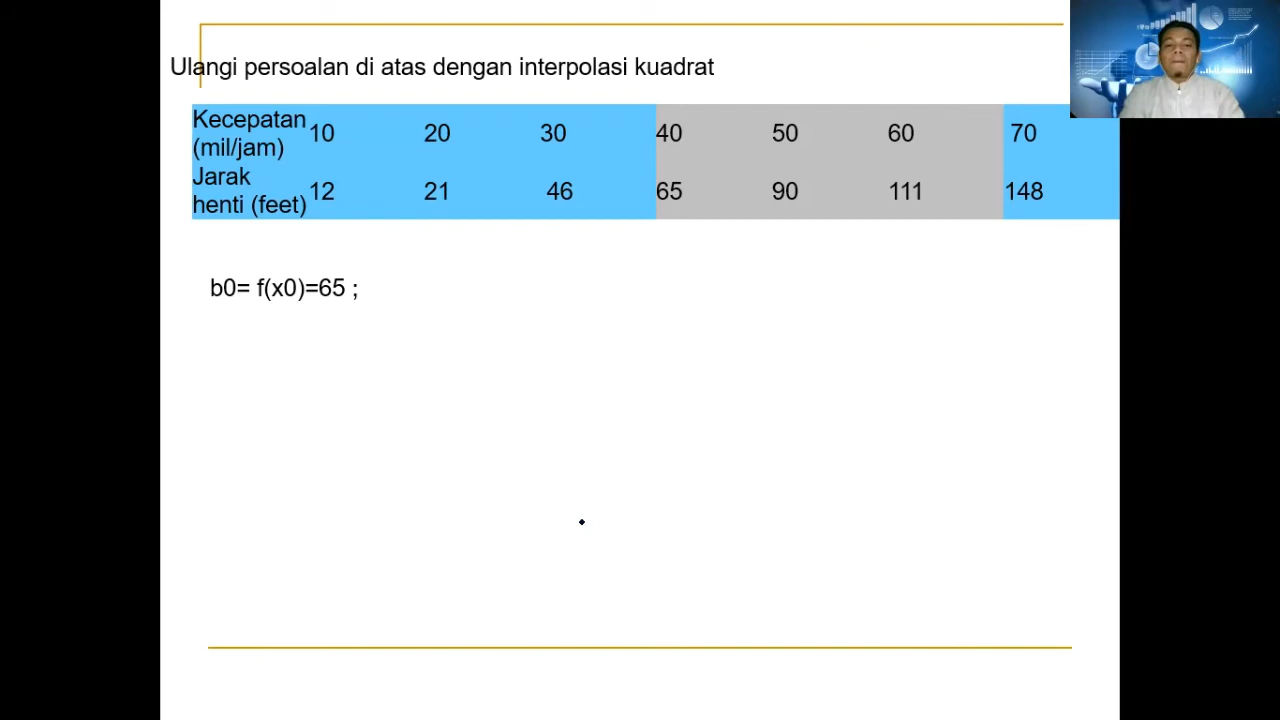 Ulangi persoalan di atas dengan interpolasi kuadrat
Kecepatan (mil/jam) 10 20 30 40 50 60 70
Jarak henti (feet) 12 21 46 65 90 111 148
b0= f(x0)=65 ;